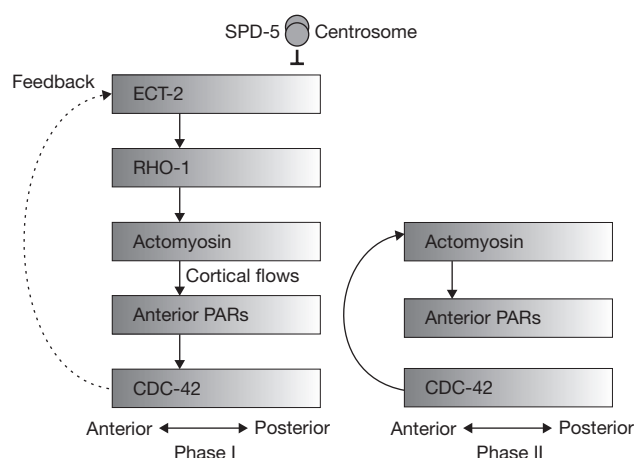 SPD-5 Centrosome
Feedback
ECT-2
RHO-1
Actomyosin
Cortical flows
Anterior PARs
CDC-42
Anterior Posterior
Phase I
Actomyosin
Anterior PARs
CDC-42
Anterior Posterior
Phase II